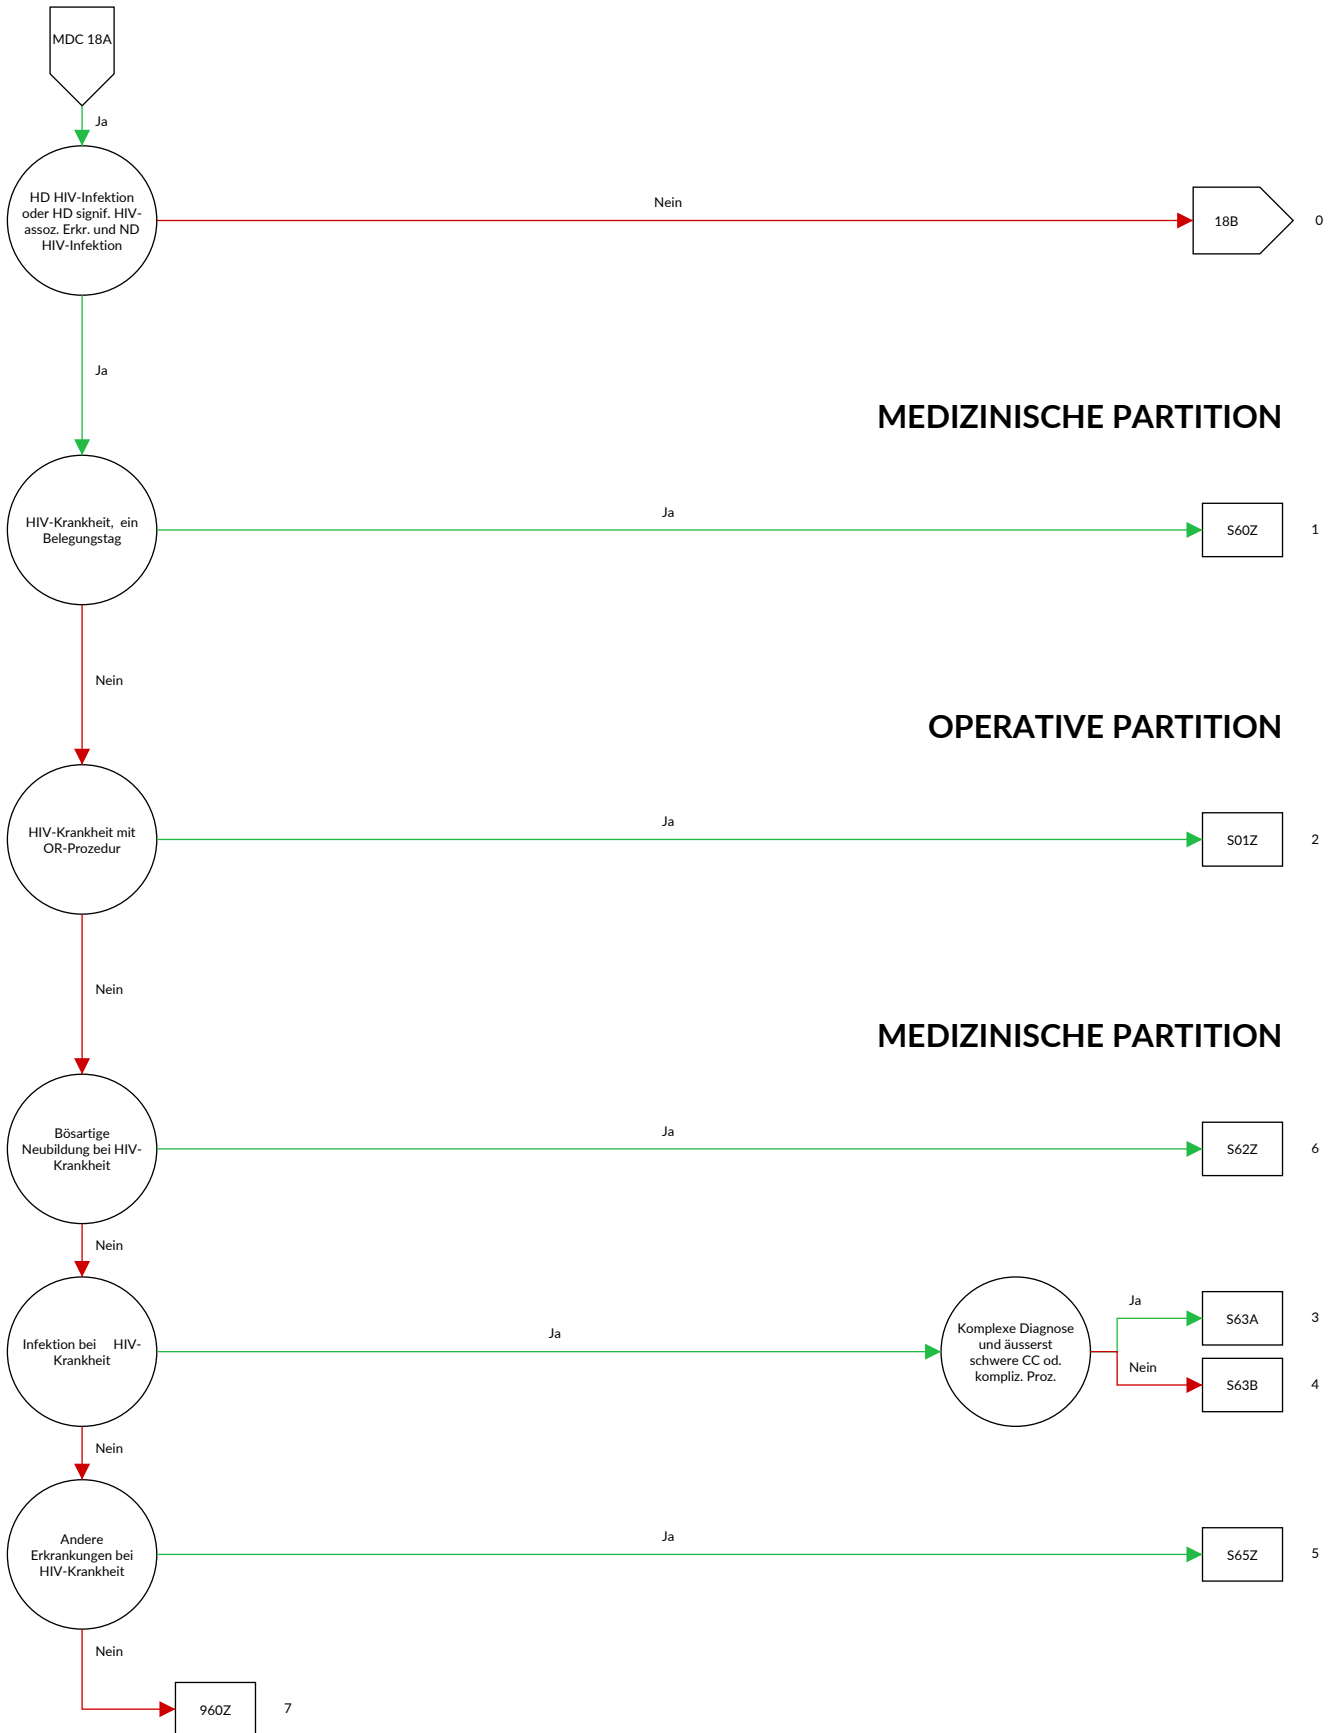 MDC 18A
Ja
HD HIV-Infektion
oder HD signif. HIV-
assoz. Erkr. und ND
HIV-Infektion
Nein
18B
0
Ja
MEDIZINISCHE PARTITION
HIV-Krankheit, ein
Belegungstag
Ja
S60Z
1
Nein
OPERATIVE PARTITION
HIV-Krankheit mit
OR-Prozedur
Ja
S01Z
2
Nein
MEDIZINISCHE PARTITION
Bösartige
Neubildung bei HIV-
Krankheit
Ja
S62Z
6
Nein
Infektion bei HIV-
Krankheit
Ja
Komplexe Diagnose
und äusserst
schwere CC od.
kompliz. Proz.
Ja
S63A
3
Nein
S63B
4
Nein
Andere
Erkrankungen bei
HIV-Krankheit
Ja
S65Z
5
Nein
960Z
7